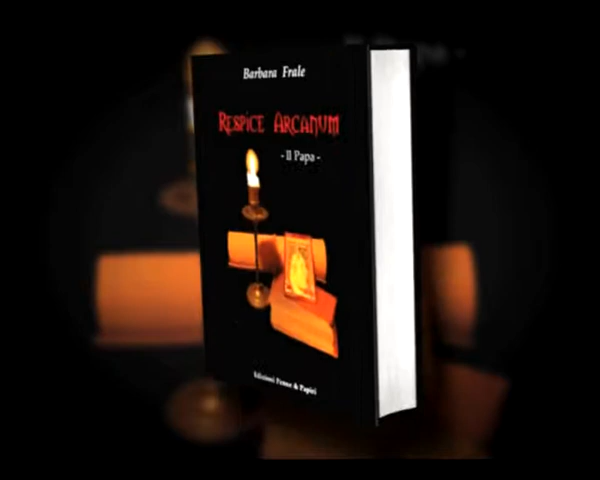 Barbara Frale
RESPICE ARCANUM
- Il Papa -
Edizioni Penne & Papiri